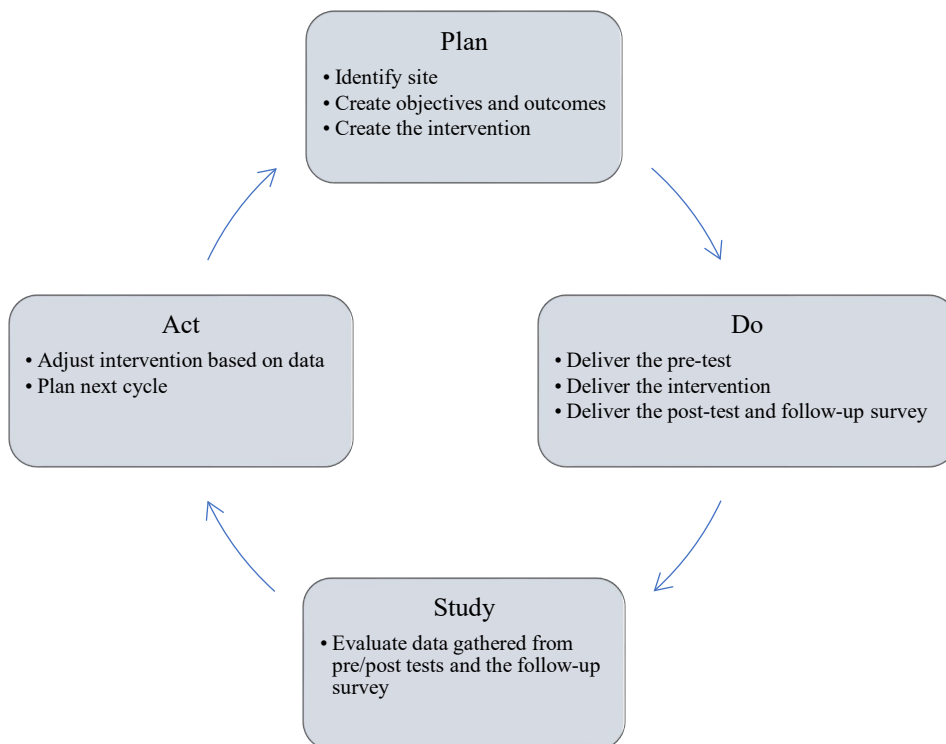 Plan
• Identify site
• Create objectives and outcomes
• Create the intervention
Do
• Deliver the pre-test
• Deliver the intervention
• Deliver the post-test and follow-up survey
Study
• Evaluate data gathered from
pre/post tests and the follow-up
survey
Act
• Adjust intervention based on data
• Plan next cycle